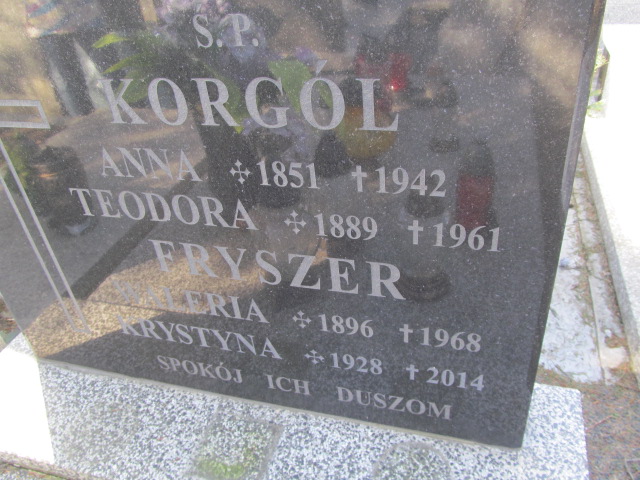 Ś.P.
KORGÓL
ANNA ✣ 1851 † 1942
TEODORA ✣ 1889 † 1961
FRYSZER
WALERIA ✣ 1896 † 1968
KRYSTYNA ✣ 1928 † 2014
SPOKÓJ ICH DUSZOM